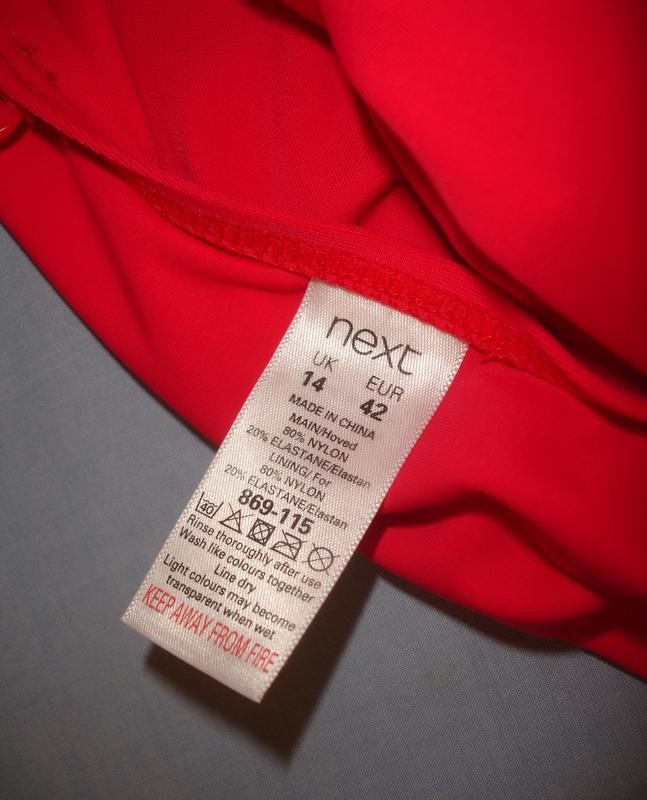 next
UK EUR
14 42
MADE IN CHINA
MAIN/Hoved
80% NYLON
20% ELASTANE/Elastan
LINING/ For
80% NYLON
20% ELASTANE/Elastan
869-115
40
Rinse thoroughly after use
Wash like colours together
Line dry
Light colours may become
transparent when wet
KEEP AWAY FROM FIRE